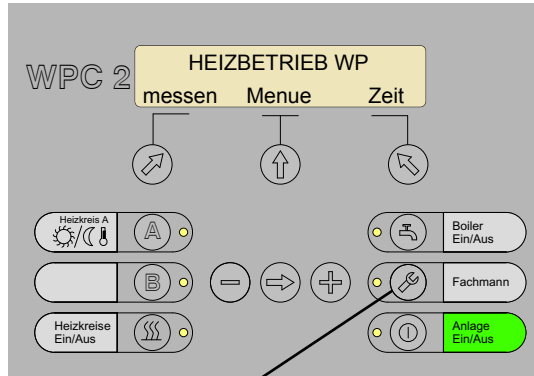 WPC 2
HEIZBETRIEB WP
messen Menue Zeit
Heizkreis A
A
Boiler
Ein/Aus
B
Fachmann
Heizkreise
Ein/Aus
Anlage
Ein/Aus